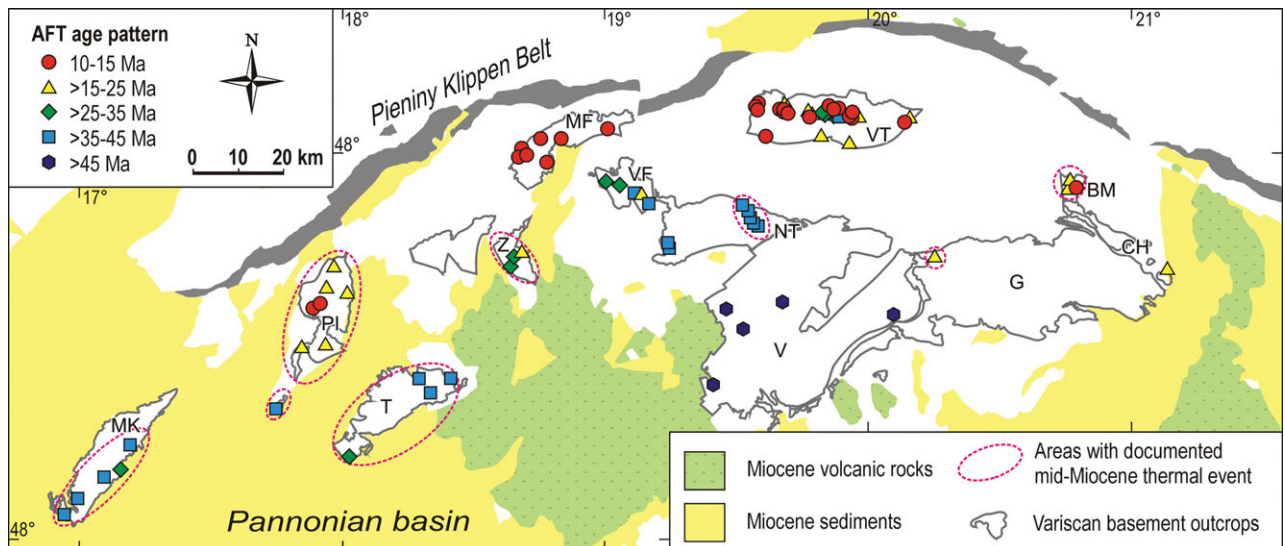 18° 19° 20° 21°
AFT age pattern
N
10-15 Ma
>15-25 Ma
>25-35 Ma
>35-45 Ma
>45 Ma
0 10 20 km
Pieniny Klippen Belt
48°
17°
MF
VT
VF
BM
NT
CH
Z
G
PI
V
T
MK
48°
Pannonian basin
Miocene volcanic rocks
Miocene sediments
Areas with documented
mid-Miocene thermal event
Variscan basement outcrops